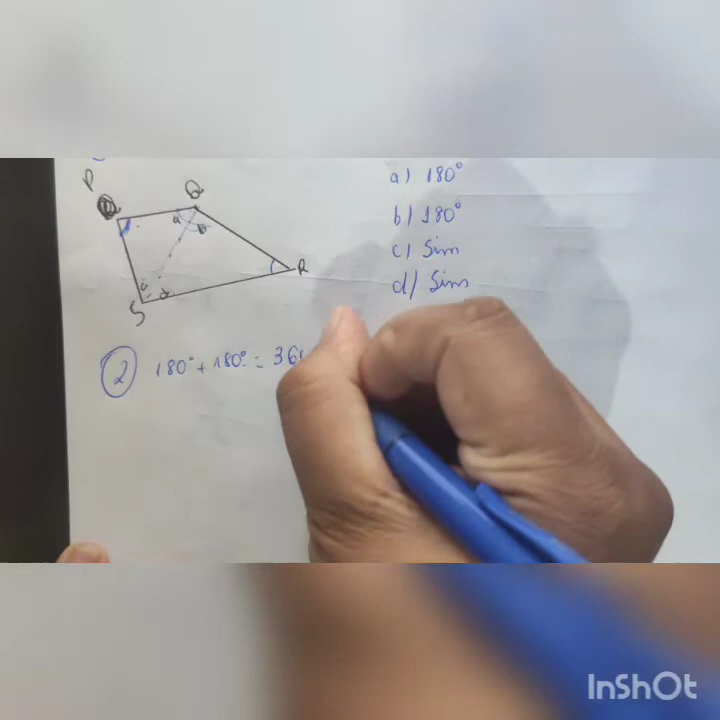 a) 180°
b) 180°
c) Sim
d) Sim
P
Q
a b
R
c d
S
2 180° + 180° = 36
InShOt